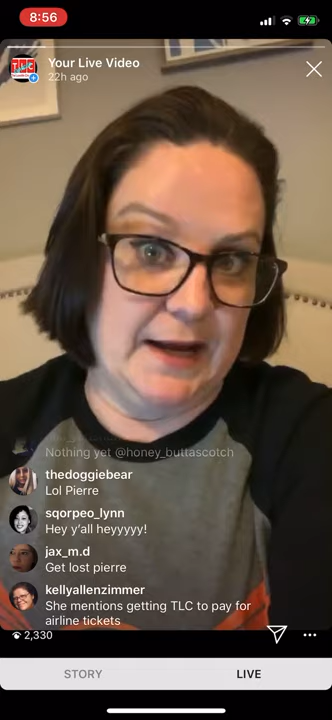 8:56
Your Live Video
22h ago
TLC
Nothing yet @honey_buttascotch
thedoggiebear
Lol Pierre
sqorpeo_lynn
Hey y'all heyyyyy!
jax_m.d
Get lost pierre
kellyallenzimmer
She mentions getting TLC to pay for
airline tickets
2,330
STORY
LIVE